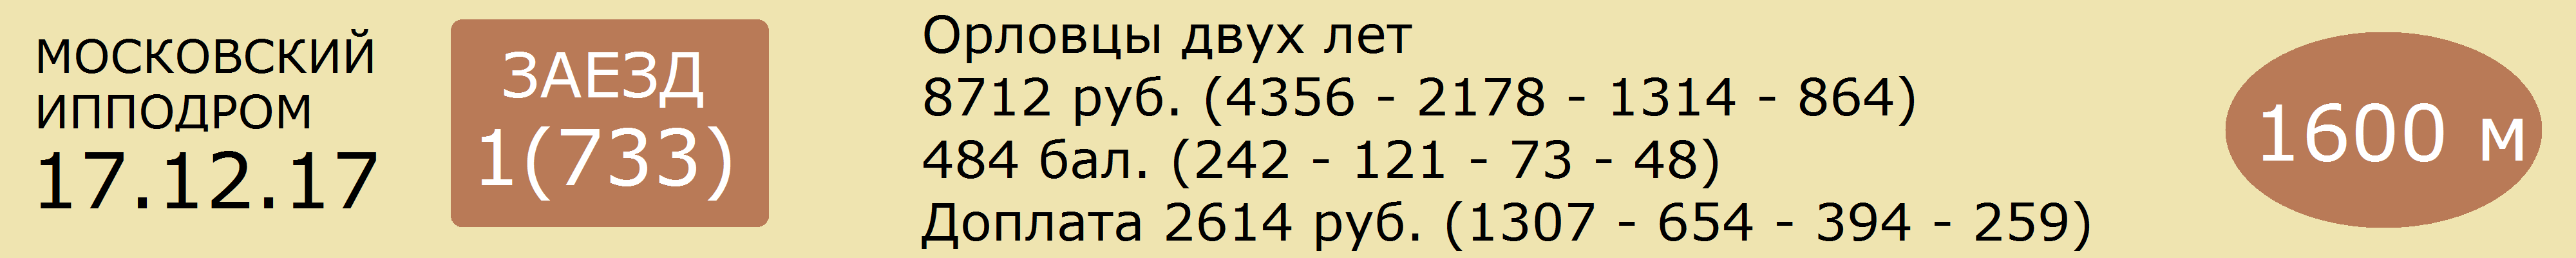 МОСКОВСКИЙ
ИППОДРОМ
17.12.17
ЗАЕЗД
1(733)
Орловцы двух лет
8712 руб. (4356 - 2178 - 1314 - 864)
484 бал. (242 - 121 - 73 - 48)
Доплата 2614 руб. (1307 - 654 - 394 - 259)
1600 м